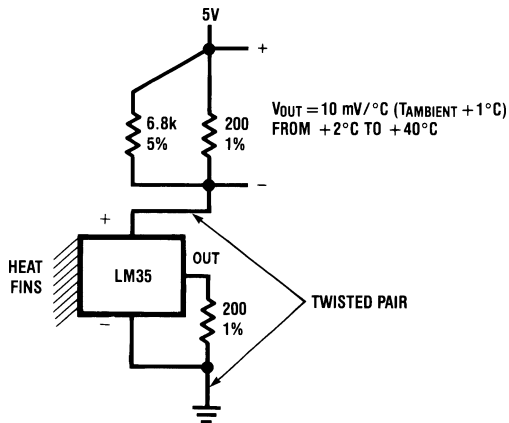 5V
+
6.8k
5%
200
1%
VOUT = 10 mV/°C (TAMBIENT + 1°C)
FROM +2°C TO +40°C
−
+
HEAT
FINS
LM35
OUT
−
200
1%
TWISTED PAIR